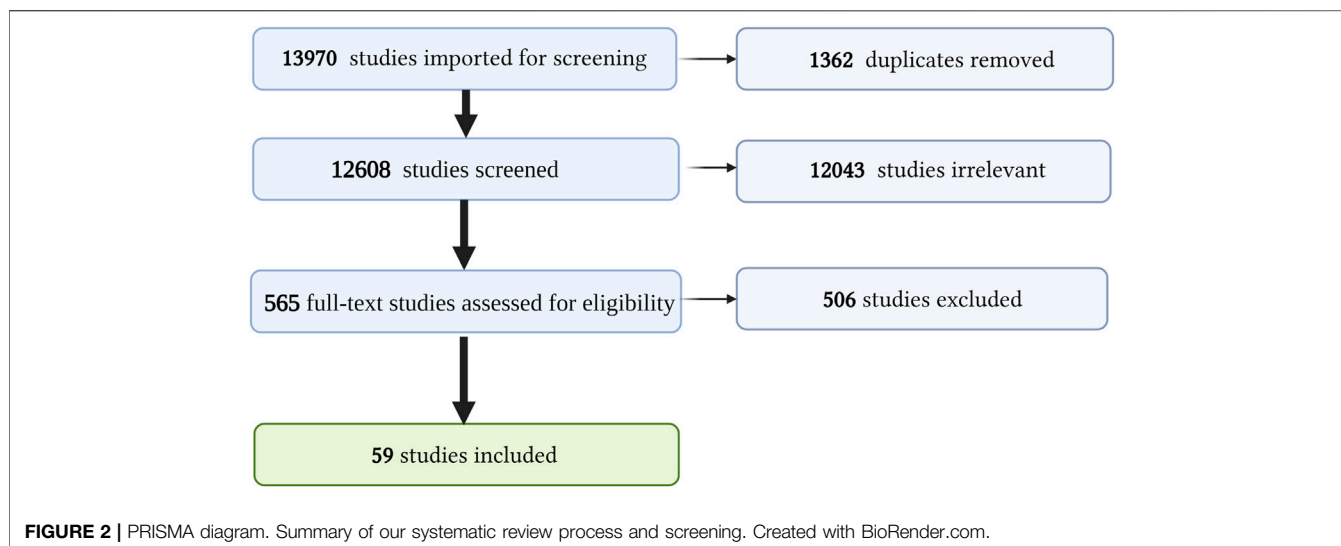 13970 studies imported for screening
1362 duplicates removed
12608 studies screened
12043 studies irrelevant
565 full-text studies assessed for eligibility
506 studies excluded
59 studies included
FIGURE 2 | PRISMA diagram. Summary of our systematic review process and screening. Created with BioRender.com.